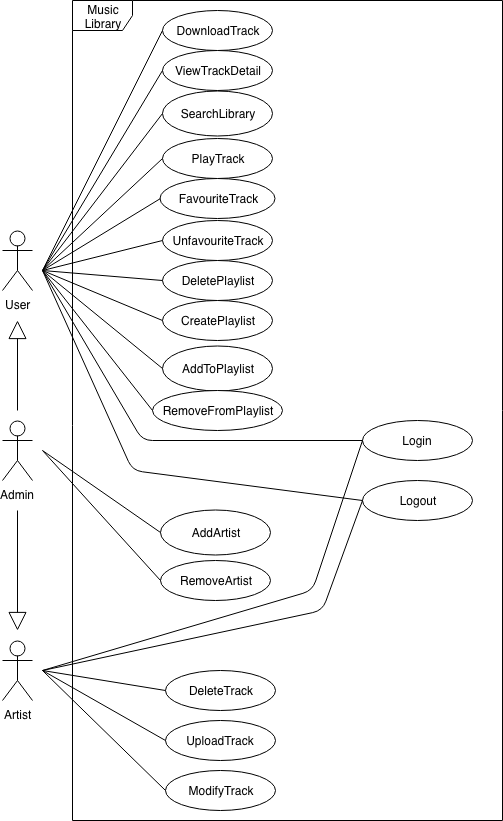 Music
Library
DownloadTrack
ViewTrackDetail
SearchLibrary
PlayTrack
FavouriteTrack
UnfavouriteTrack
DeletePlaylist
User
CreatePlaylist
AddToPlaylist
RemoveFromPlaylist
Login
Admin
Logout
AddArtist
RemoveArtist
DeleteTrack
Artist
UploadTrack
ModifyTrack